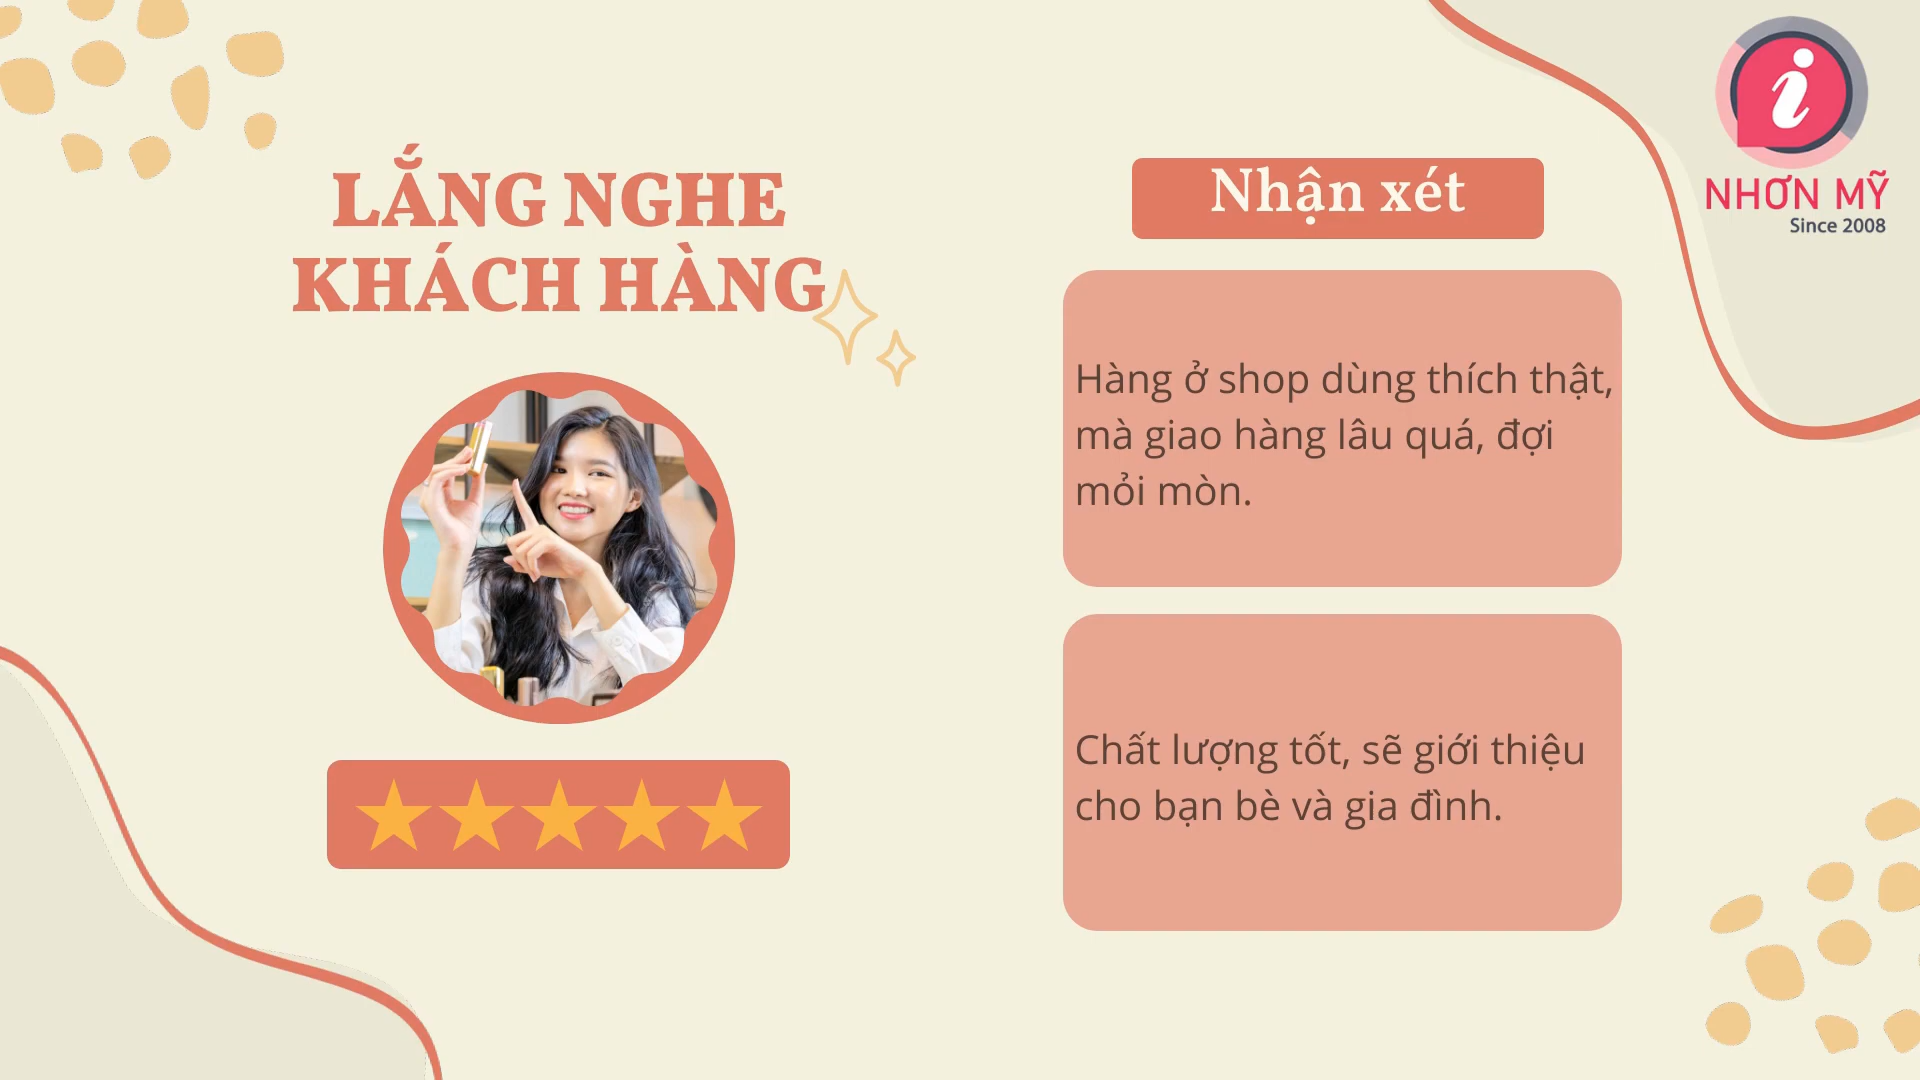 LẮNG NGHE
KHÁCH HÀNG
Nhận xét
Hàng ở shop dùng thích thật,
mà giao hàng lâu quá, đợi
mỏi mòn.
Chất lượng tốt, sẽ giới thiệu
cho bạn bè và gia đình.
i
NHƠN MỸ
Since 2008